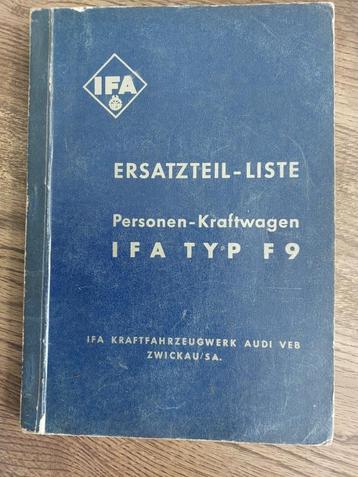 IFA
ERSATZTEIL-LISTE
Personen-Kraftwagen
IFA TYP F9
IFA KRAFTFAHRZEUGWERK AUDI VEB
ZWICKAU/SA.